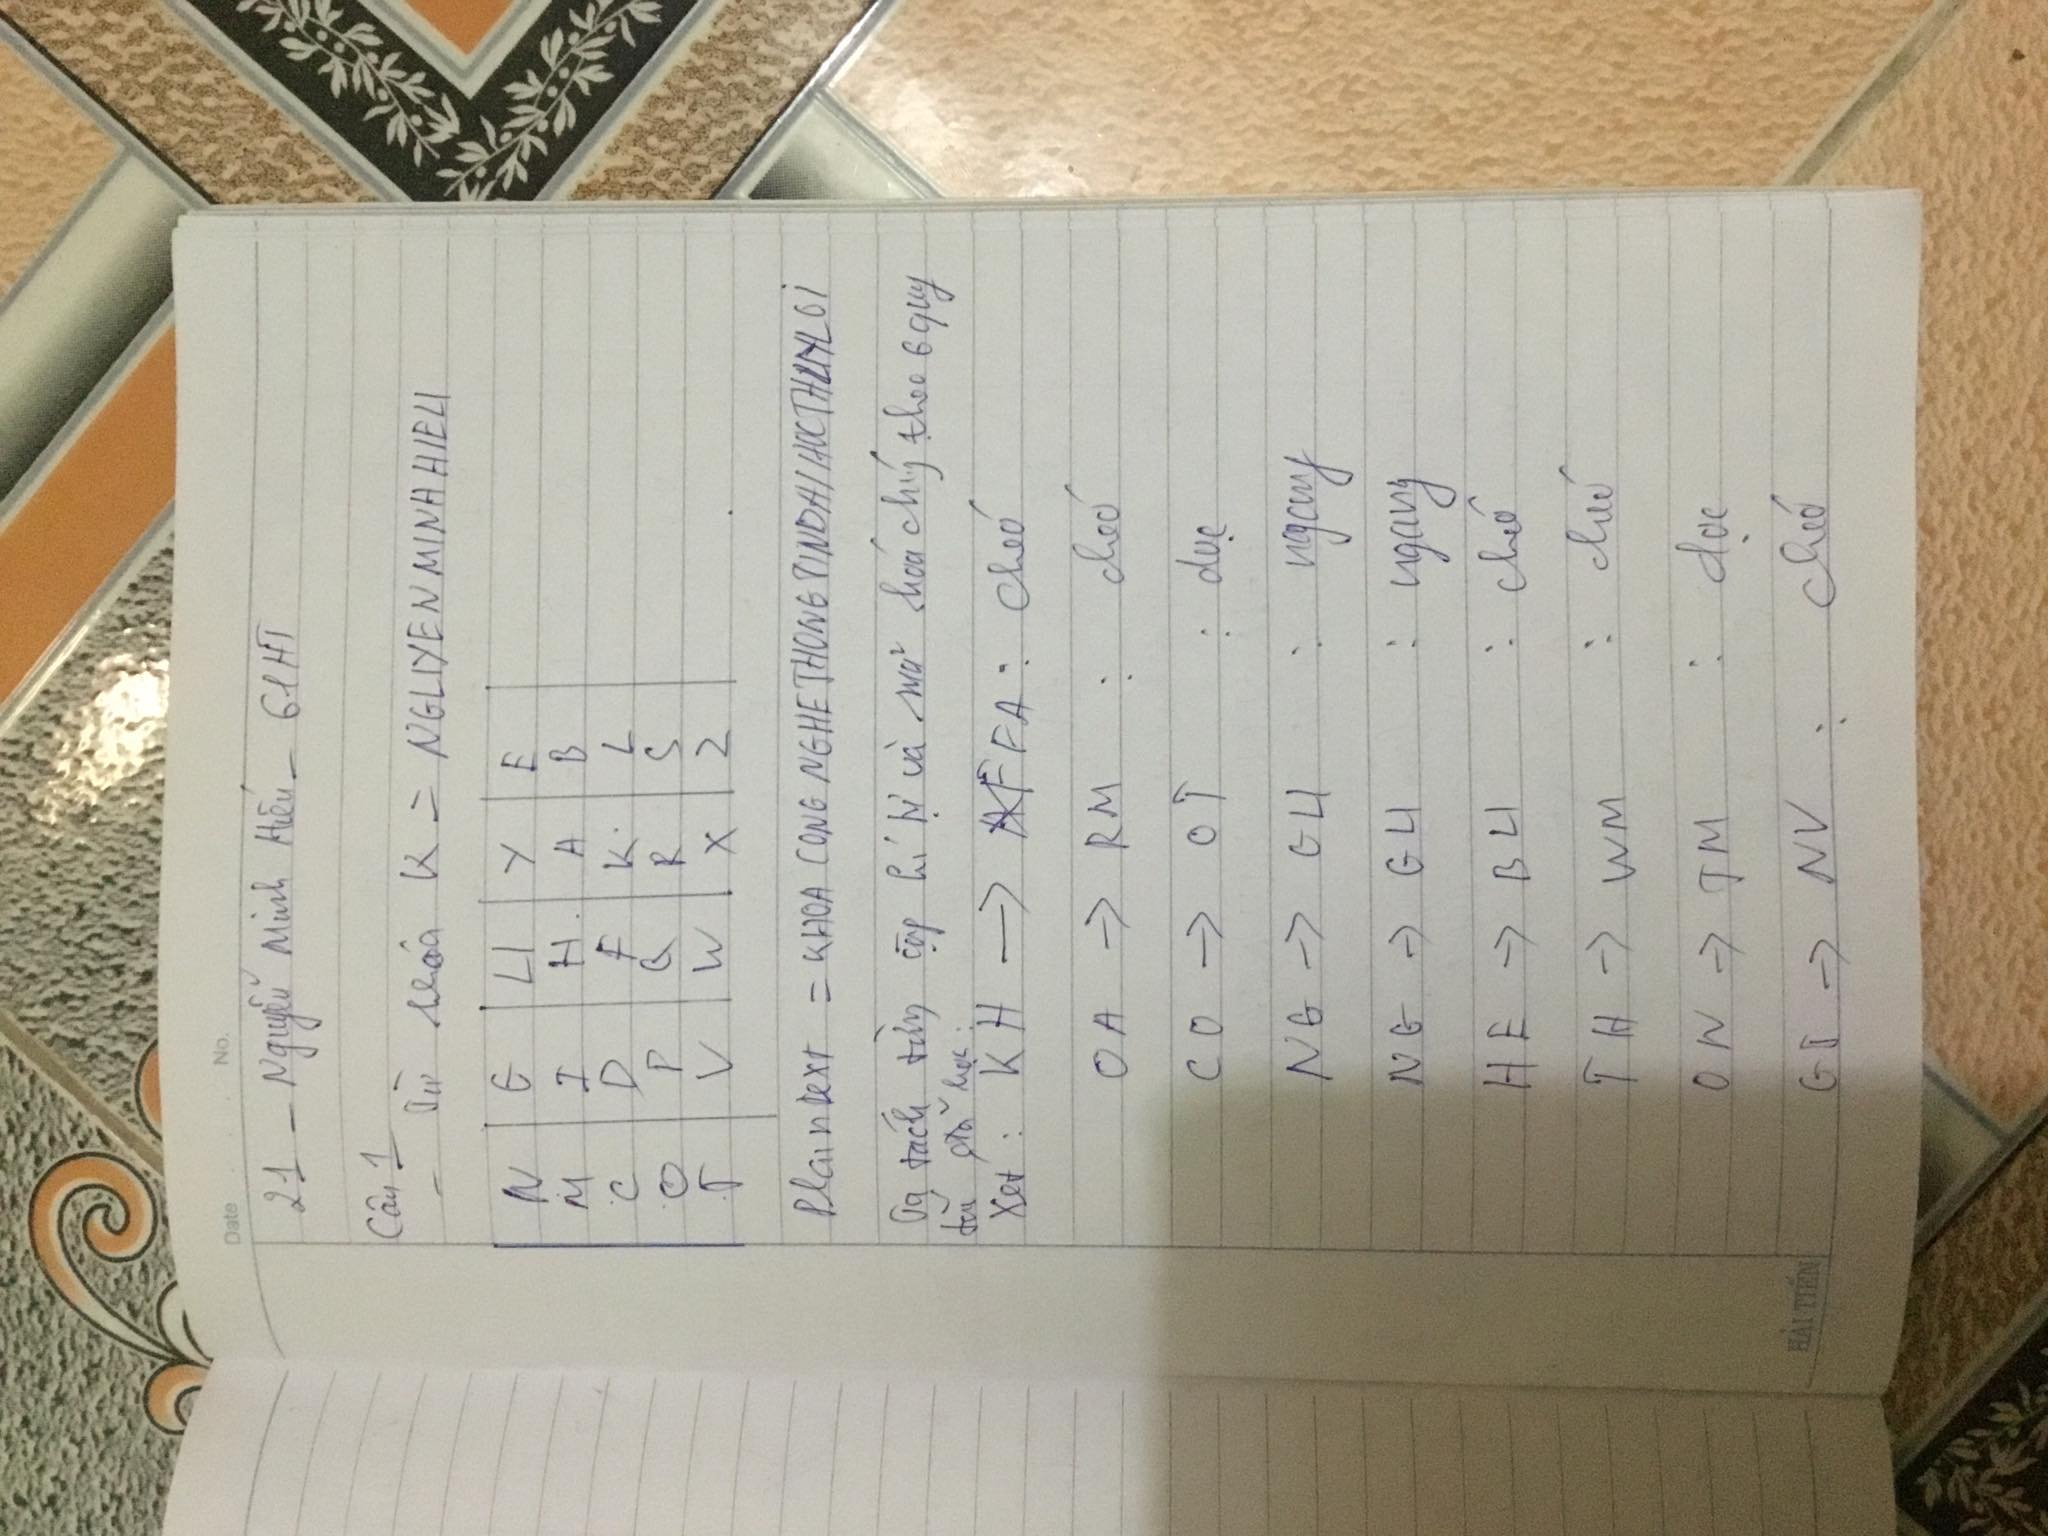 Date No.
21 - Nguyễn Minh Hiếu - 61HT
Câu 1
- Từ khóa K = NGUYENMINHHIEU
N G U Y E
M I H A B
C D F K L
O P Q R S
T V W X Z
Plaintext = KHOA CONG NGHE THONG TIN DAI HOC THUY LOI
Ta tách từng cặp kí tự và mã hoá chúng theo 6 quy
tắc đã học:
Xét: KH → FA : chéo
OA → RM : chéo
CO → OT : dọc
NG → GU : ngang
NG → GU : ngang
HE → BU : chéo
TH → WM : chéo
ON → TM : dọc
GT → NV : chéo
HẢI TIẾN